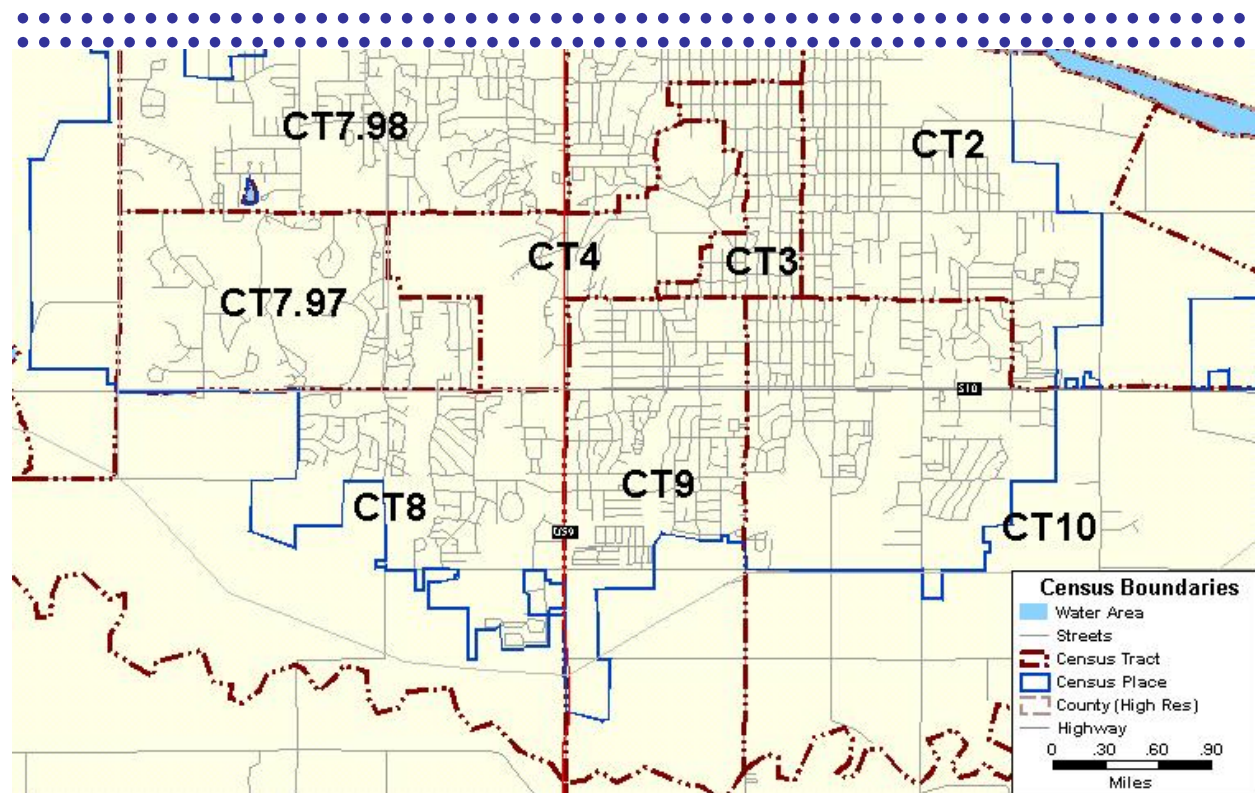 CT7.98
CT2
CT4
CT3
CT7.97
S10
CT9
CT8
CT10
Census Boundaries
Water Area
Streets
Census Tract
Census Place
County (High Res)
Highway
0 .30 .60 .90
Miles